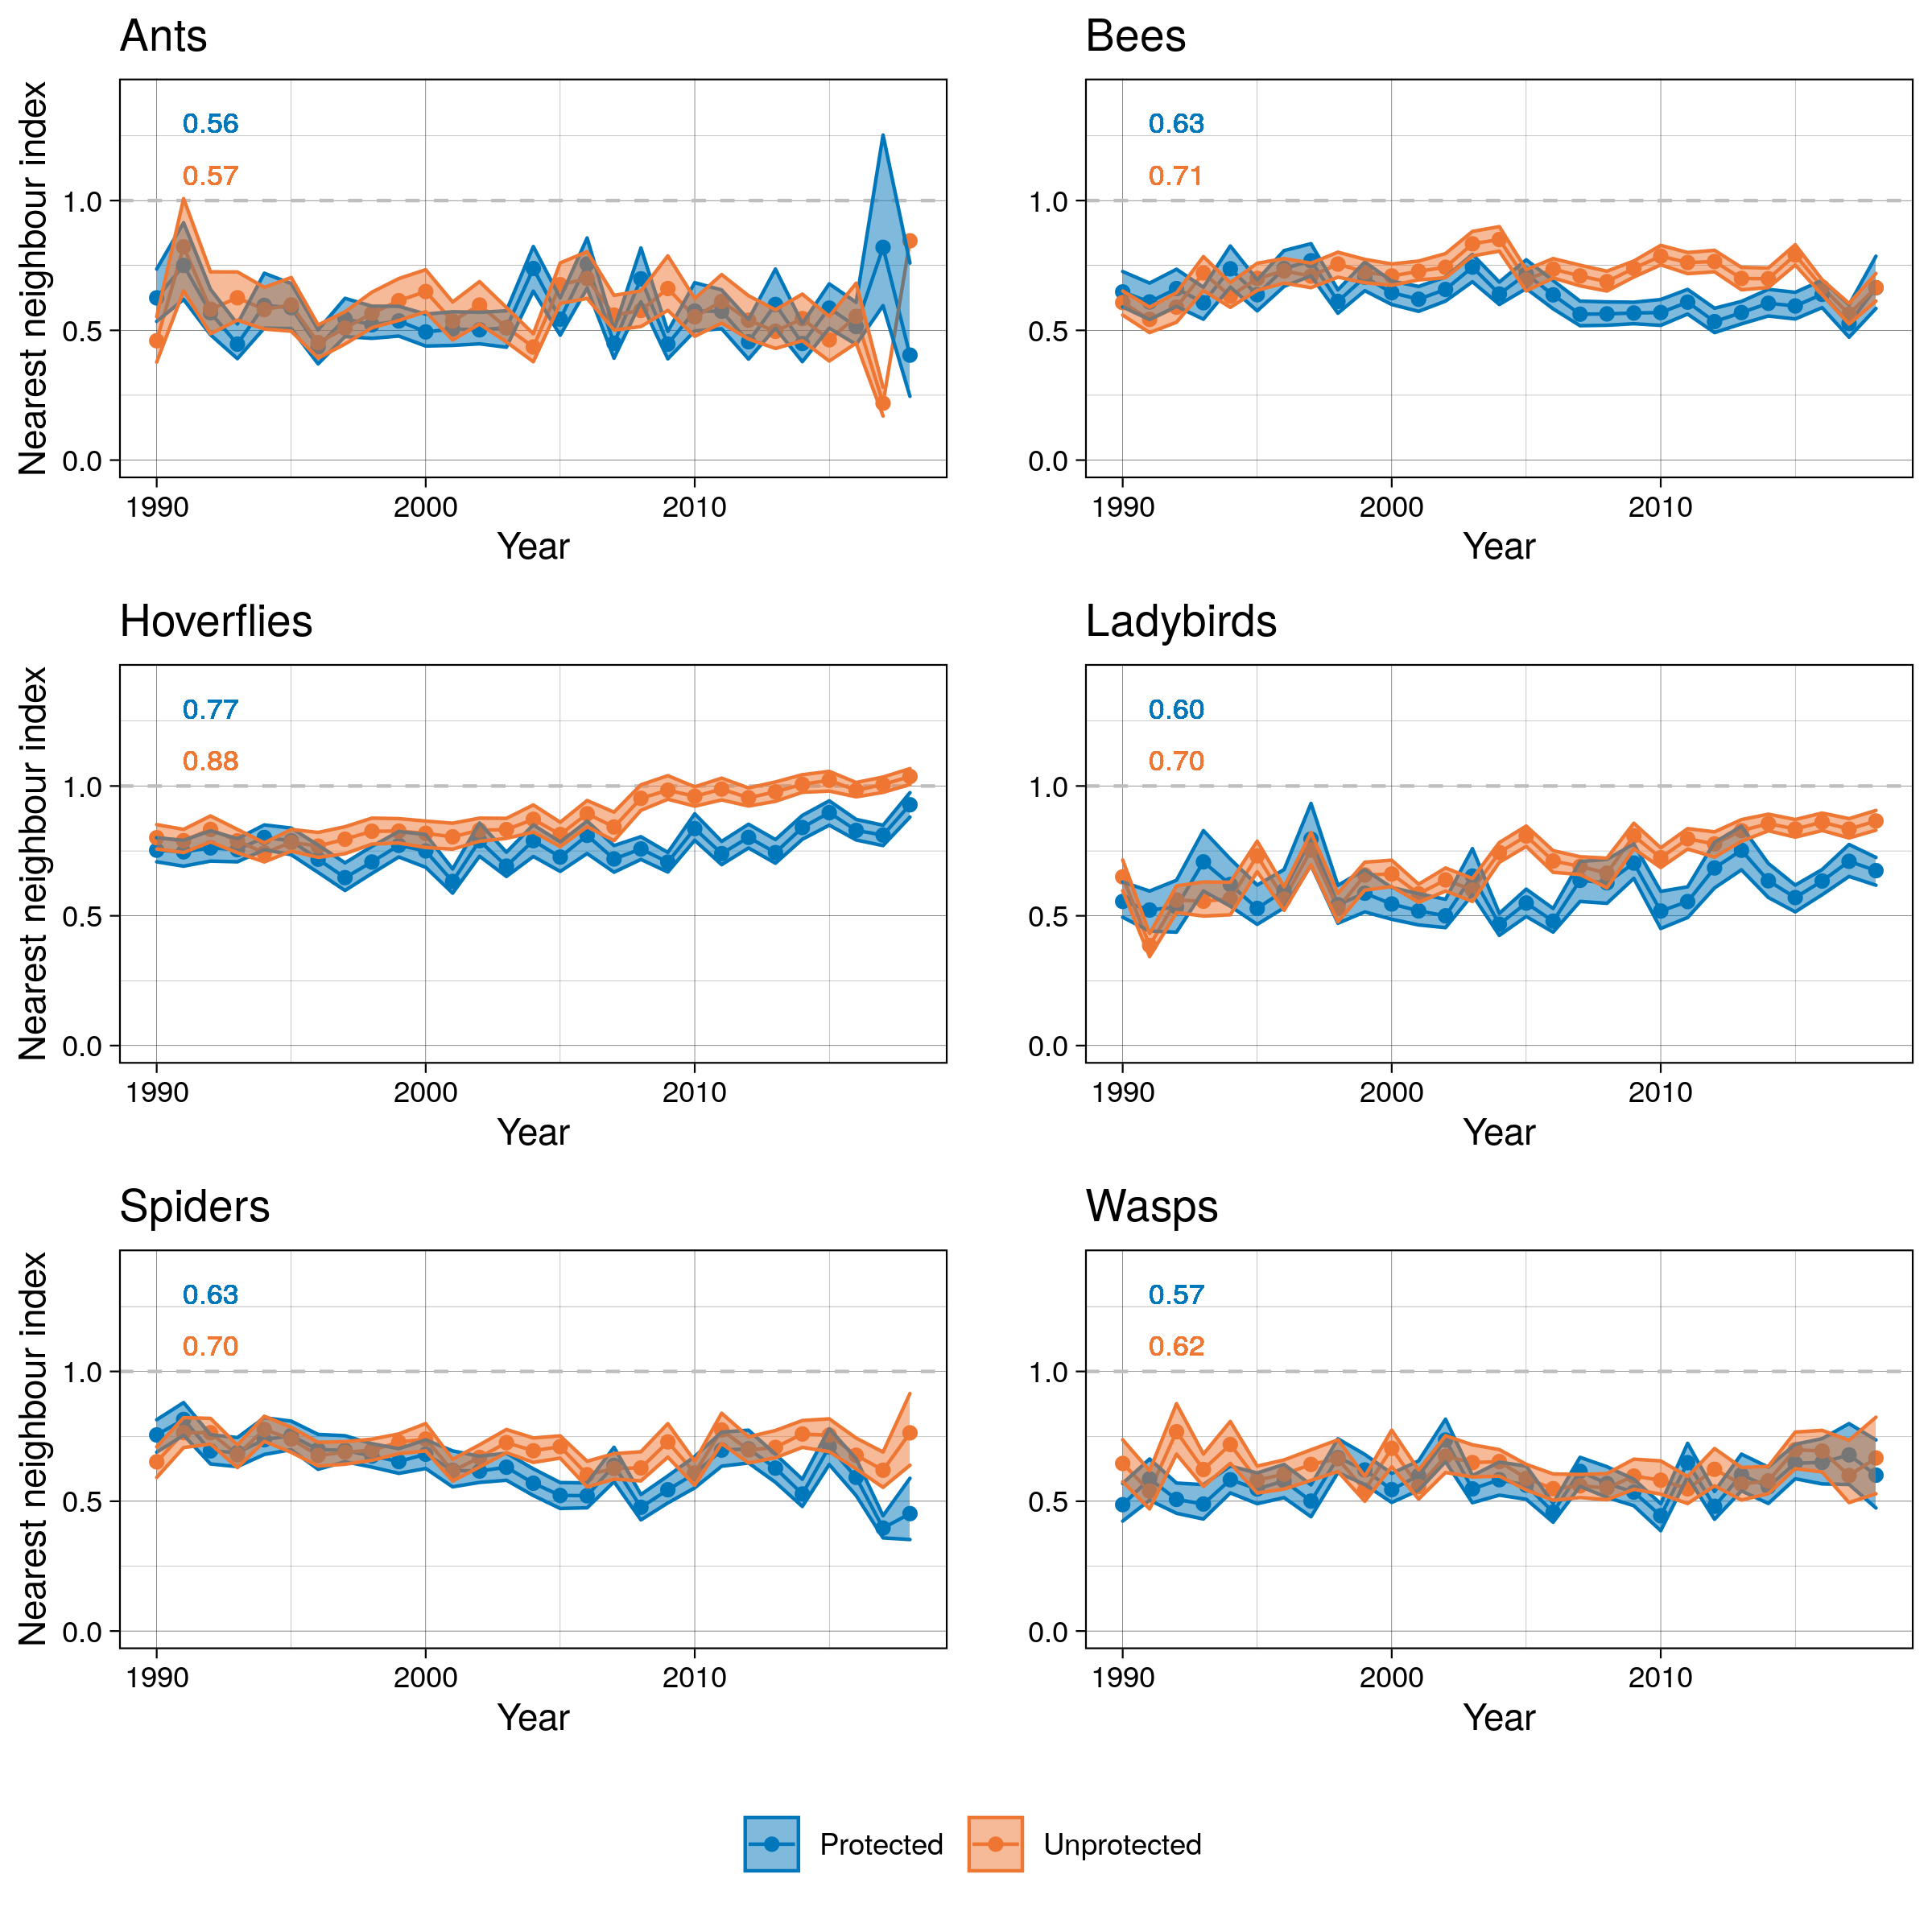 Ants
Nearest neighbour index
0.56
0.57
1.0
0.5
0.0
1990 2000 2010
Year
Bees
0.63
0.71
1.0
0.5
0.0
1990 2000 2010
Year
Hoverflies
Nearest neighbour index
0.77
0.88
1.0
0.5
0.0
1990 2000 2010
Year
Ladybirds
0.60
0.70
1.0
0.5
0.0
1990 2000 2010
Year
Spiders
Nearest neighbour index
0.63
0.70
1.0
0.5
0.0
1990 2000 2010
Year
Wasps
0.57
0.62
1.0
0.5
0.0
1990 2000 2010
Year
Protected Unprotected